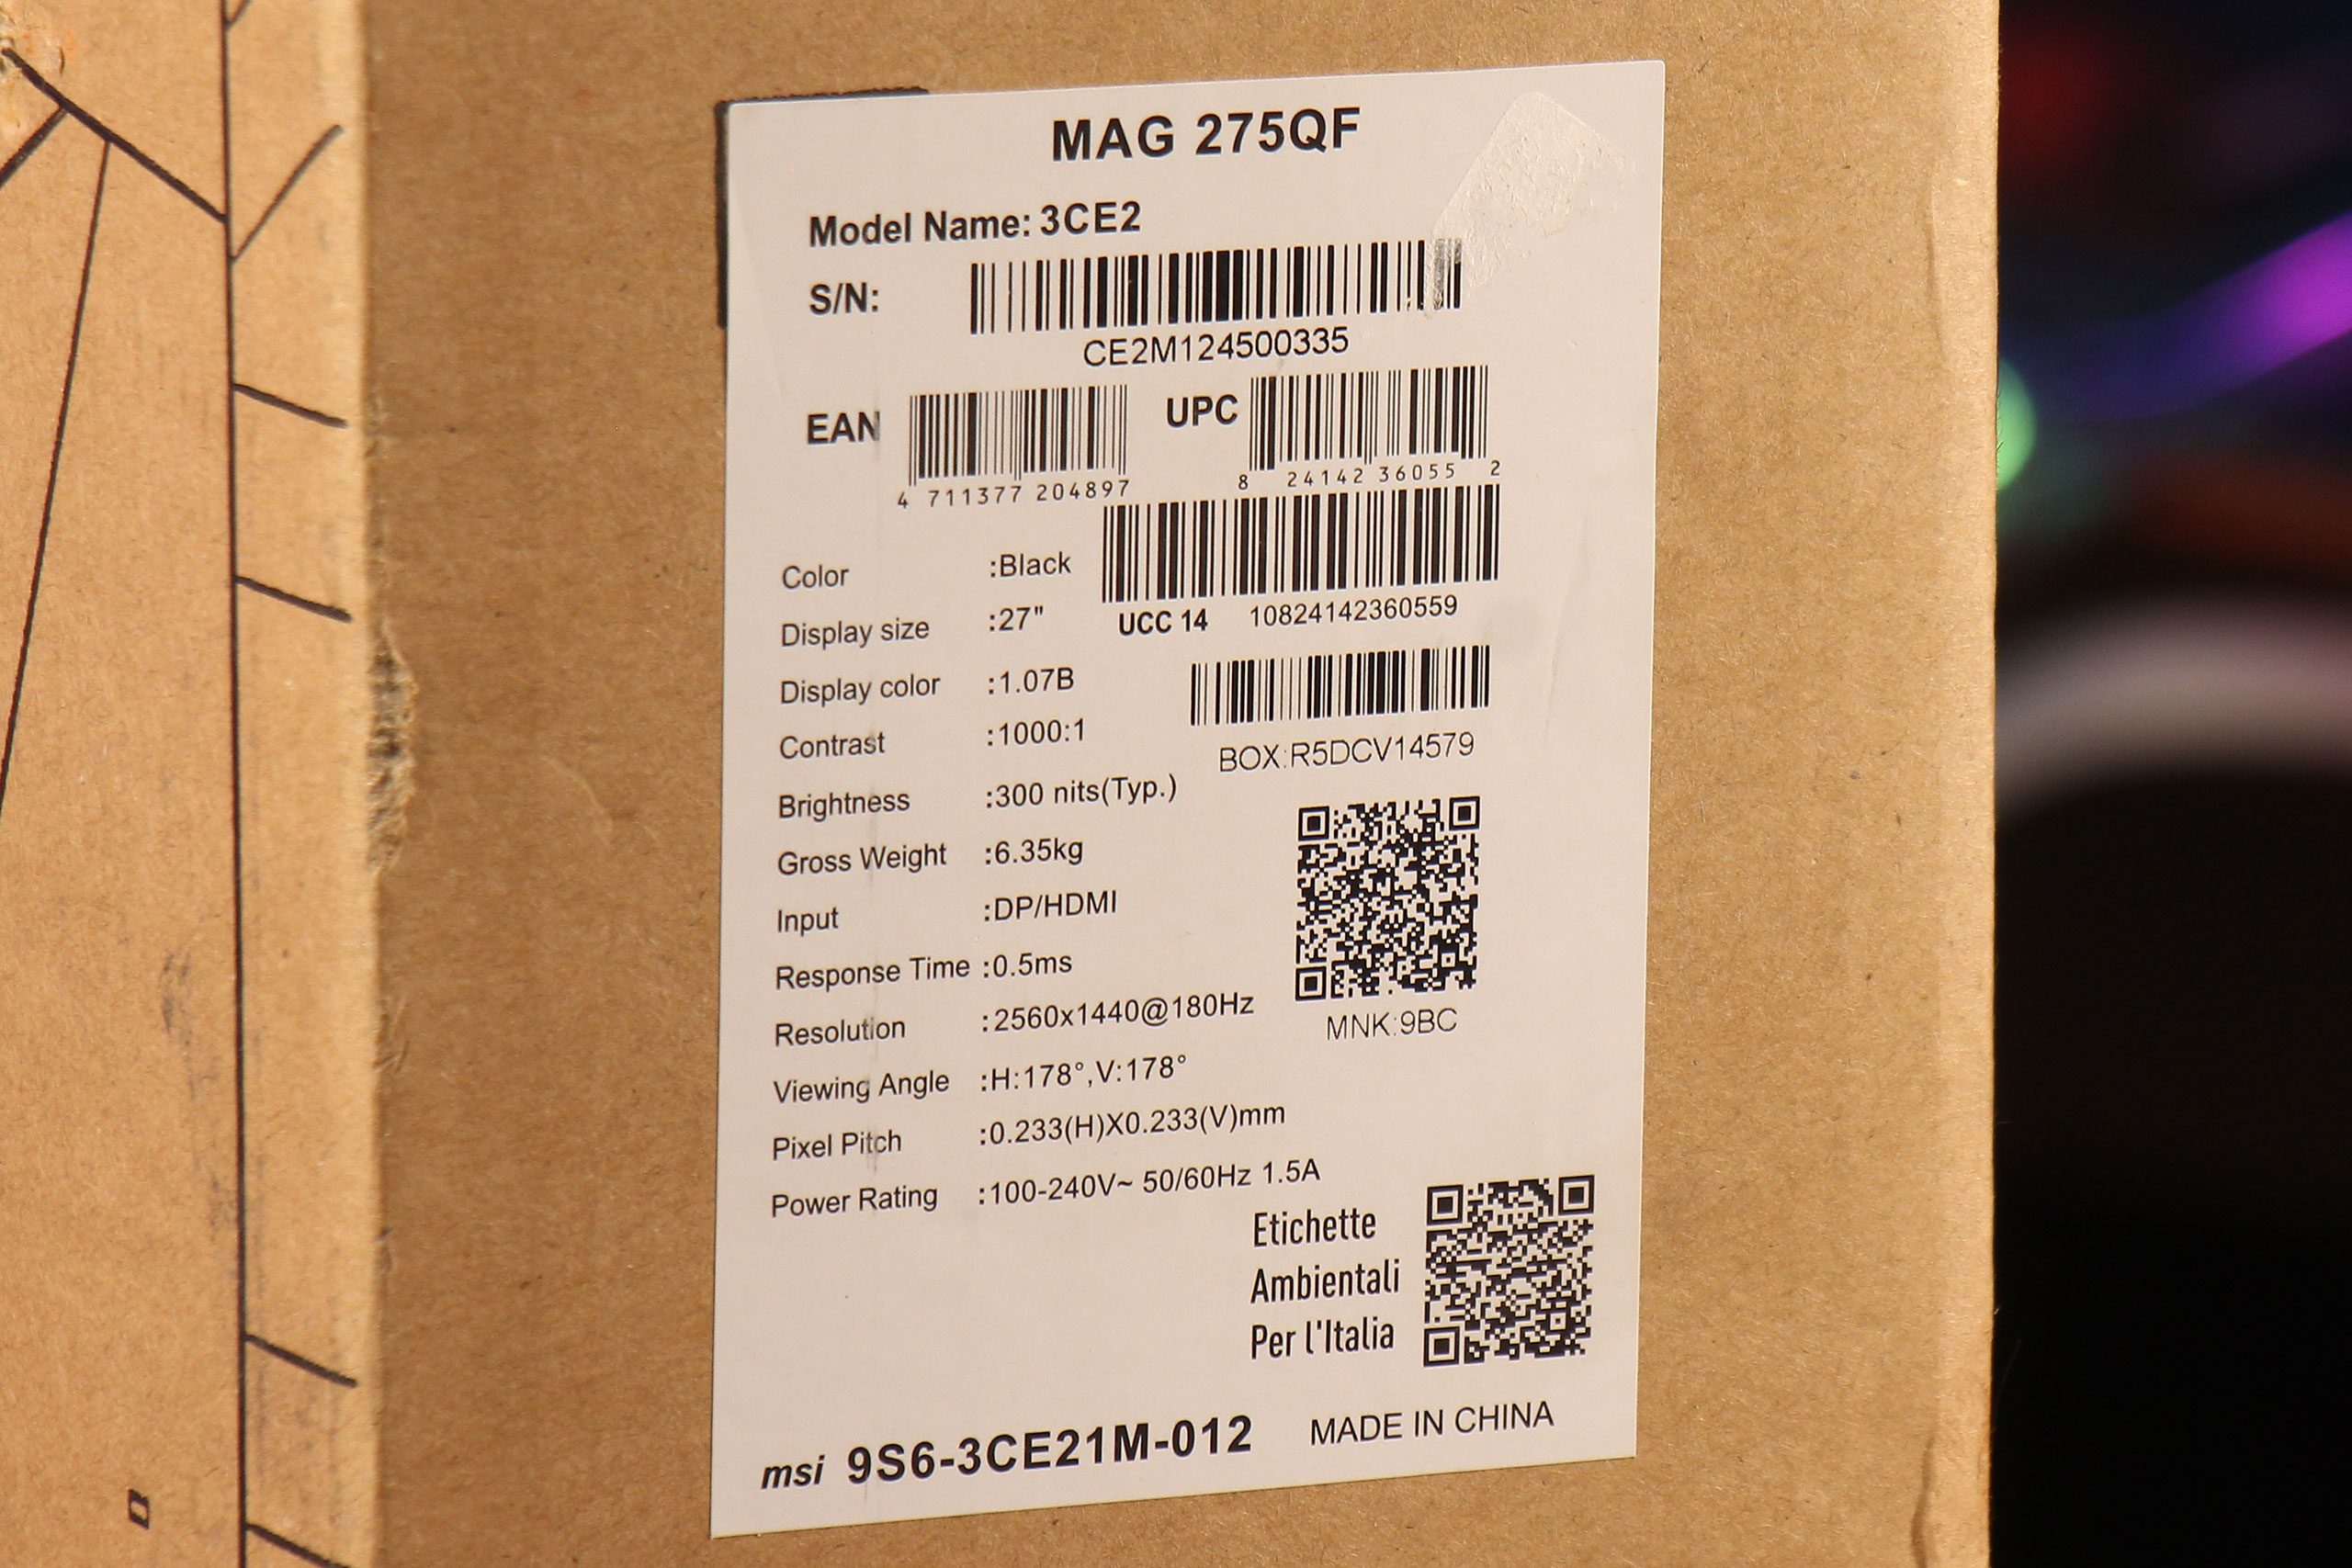 MAG 275QF
Model Name: 3CE2
S/N:
CE2M124500335
EAN
4 711377 204897
UPC
8 24142 36055 2
Color :Black
UCC 14 10824142360559
Display size :27"
Display color :1.07B
Contrast :1000:1
BOX:R5DCV14579
Brightness :300 nits(Typ.)
Gross Weight :6.35kg
Input :DP/HDMI
Response Time :0.5ms
Resolution :2560x1440@180Hz
MNK:9BC
Viewing Angle :H:178°,V:178°
Pixel Pitch :0.233(H)X0.233(V)mm
Power Rating :100-240V~ 50/60Hz 1.5A
Etichette
Ambientali
Per l'Italia
msi 9S6-3CE21M-012 MADE IN CHINA